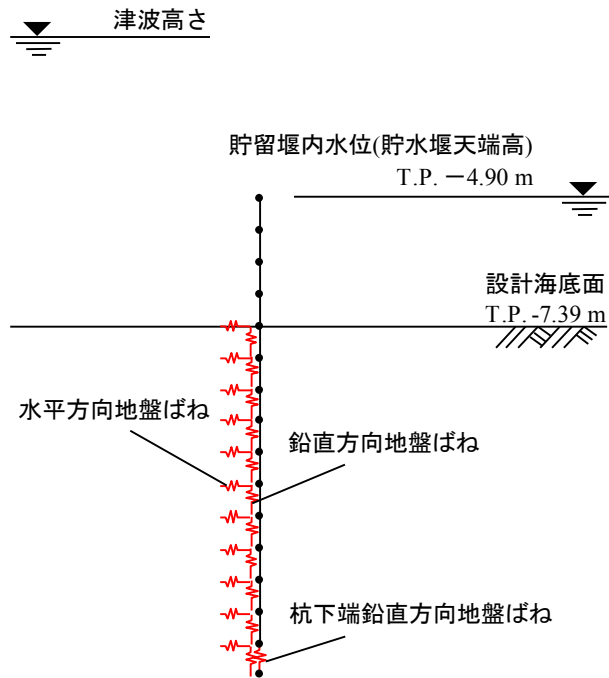 津波高さ
貯留堰内水位(貯水堰天端高)
T.P. －4.90 m
設計海底面
T.P. -7.39 m
水平方向地盤ばね
鉛直方向地盤ばね
杭下端鉛直方向地盤ばね